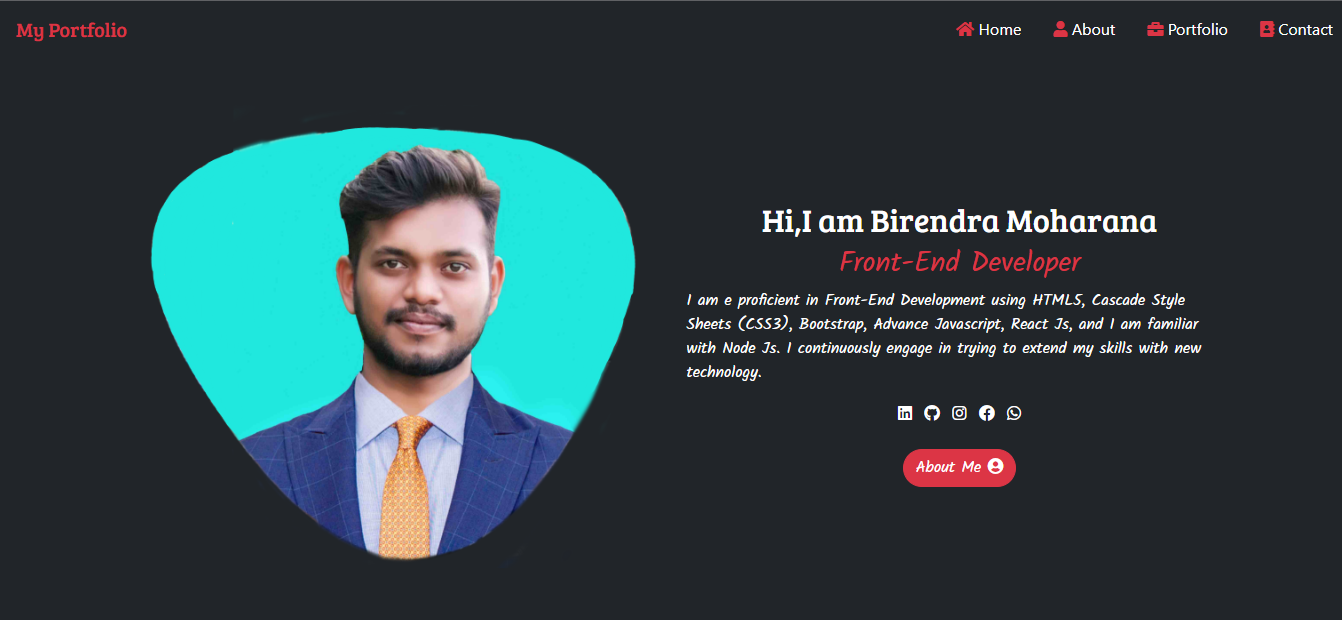 My Portfolio
Home About Portfolio Contact
Hi,I am Birendra Moharana
Front-End Developer
I am e proficient in Front-End Development using HTML5, Cascade Style
Sheets (CSS3), Bootstrap, Advance Javascript, React Js, and I am familiar
with Node Js. I continuously engage in trying to extend my skills with new
technology.
About Me